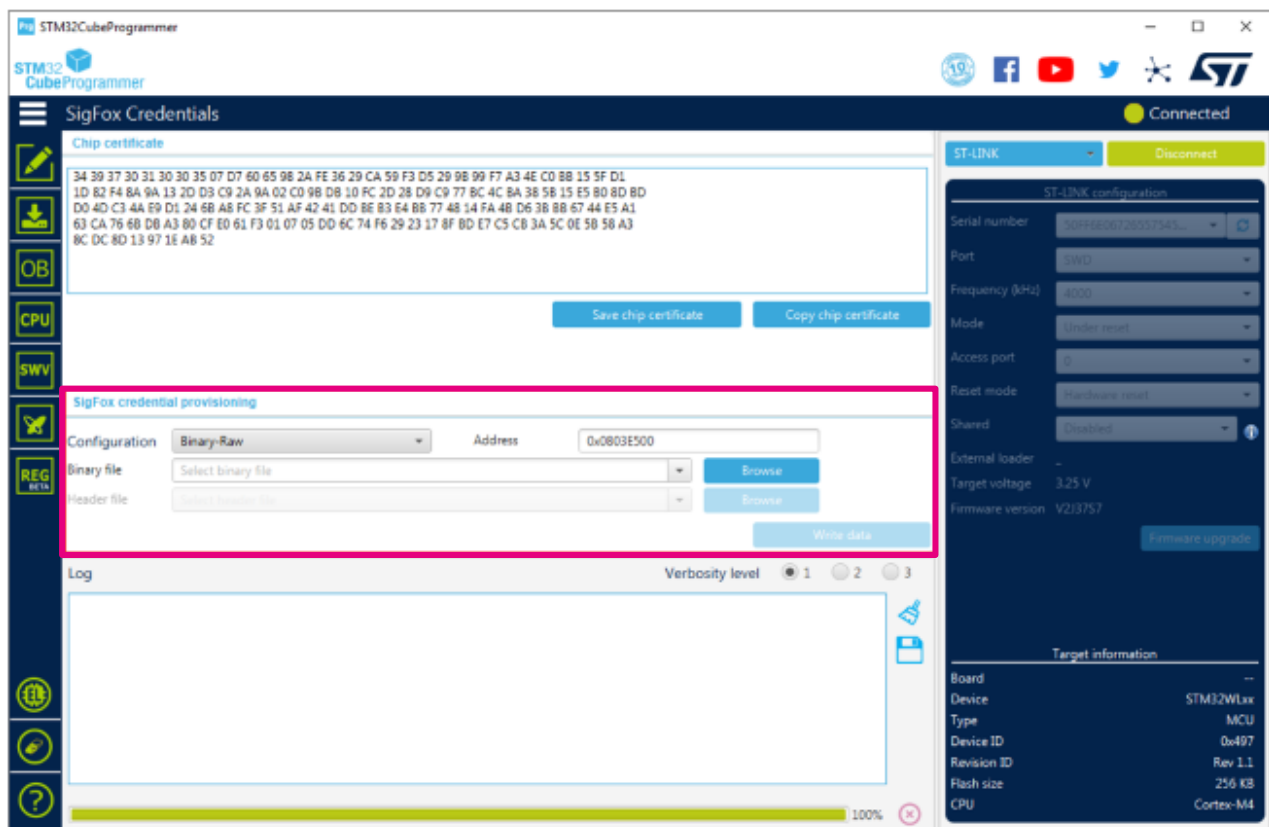 Prg STM32CubeProgrammer
STM32
CubeProgrammer
19
ST
SigFox Credentials
Connected
Chip certificate
34 39 37 30 31 30 30 35 07 D7 60 65 98 2A FE 36 29 CA 59 F3 D5 29 9B 99 F7 A3 4E C0 BB 15 5F D1
1D 82 F4 8A 9A 13 2D D3 C9 2A 9A 02 C0 9B DB 10 FC 2D 28 D9 C9 77 BC 4C BA 38 5B 15 E5 B0 8D BD
D0 4D C3 4A E9 D1 24 6B A8 FC 3F 51 AF 42 41 DD BE B3 E4 BB 77 48 14 FA 4B D6 3B BB 67 44 E5 A1
63 CA 76 6B DB A3 80 CF E0 61 F3 01 07 05 DD 6C 74 F6 29 23 17 8F BD E7 C5 CB 3A 5C 0E 5B 58 A3
8C DC 8D 13 97 1E AB 52
Save chip certificate
Copy chip certificate
SigFox credential provisioning
Configuration
Binary-Raw
Address
0x0803E500
Binary file
Select binary file
Browse
Header file
Select header file
Browse
Write data
Log
Verbosity level 1 2 3
100%
OB
CPU
SWV
REG
BETA
EL
?
ST-LINK
Disconnect
ST-LINK configuration
Serial number
Port SWD
Frequency (kHz) 4000
Mode Under reset
Access port 0
Reset mode Hardware reset
Shared Disabled
External loader _
Target voltage 3.25 V
Firmware version V2J37S7
Firmware upgrade
Target information
Board --
Device STM32WLxx
Type MCU
Device ID 0x497
Revision ID Rev 1.1
Flash size 256 KB
CPU Cortex-M4